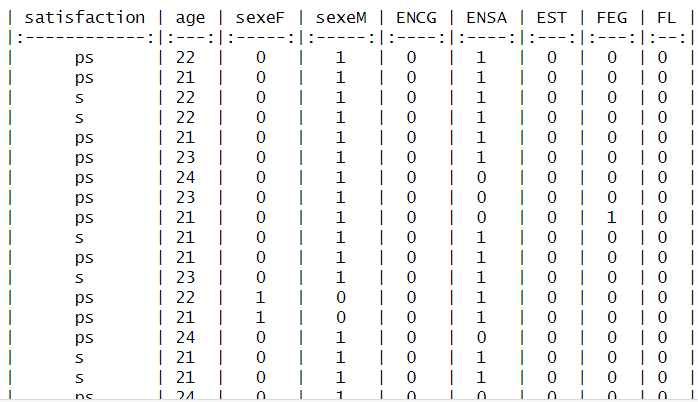 | satisfaction | age | sexeF | sexeM | ENCG | ENSA | EST | FEG | FL |
|:------------:|:---:|:-----:|:-----:|:----:|:----:|:---:|:---:|:--:|
| ps | 22 | 0 | 1 | 0 | 1 | 0 | 0 | 0 |
| ps | 21 | 0 | 1 | 0 | 1 | 0 | 0 | 0 |
| s | 22 | 0 | 1 | 0 | 1 | 0 | 0 | 0 |
| s | 22 | 0 | 1 | 0 | 1 | 0 | 0 | 0 |
| ps | 21 | 0 | 1 | 0 | 1 | 0 | 0 | 0 |
| ps | 23 | 0 | 1 | 0 | 1 | 0 | 0 | 0 |
| ps | 24 | 0 | 1 | 0 | 0 | 0 | 0 | 0 |
| ps | 23 | 0 | 1 | 0 | 0 | 0 | 0 | 0 |
| ps | 21 | 0 | 1 | 0 | 0 | 0 | 1 | 0 |
| s | 21 | 0 | 1 | 0 | 1 | 0 | 0 | 0 |
| ps | 21 | 0 | 1 | 0 | 1 | 0 | 0 | 0 |
| s | 23 | 0 | 1 | 0 | 1 | 0 | 0 | 0 |
| ps | 22 | 1 | 0 | 0 | 1 | 0 | 0 | 0 |
| ps | 21 | 1 | 0 | 0 | 1 | 0 | 0 | 0 |
| ps | 24 | 0 | 1 | 0 | 0 | 0 | 0 | 0 |
| s | 21 | 0 | 1 | 0 | 1 | 0 | 0 | 0 |
| s | 21 | 0 | 1 | 0 | 1 | 0 | 0 | 0 |
| ps | 24 | 0 | 1 | 0 | 0 | 0 | 0 | 0 |